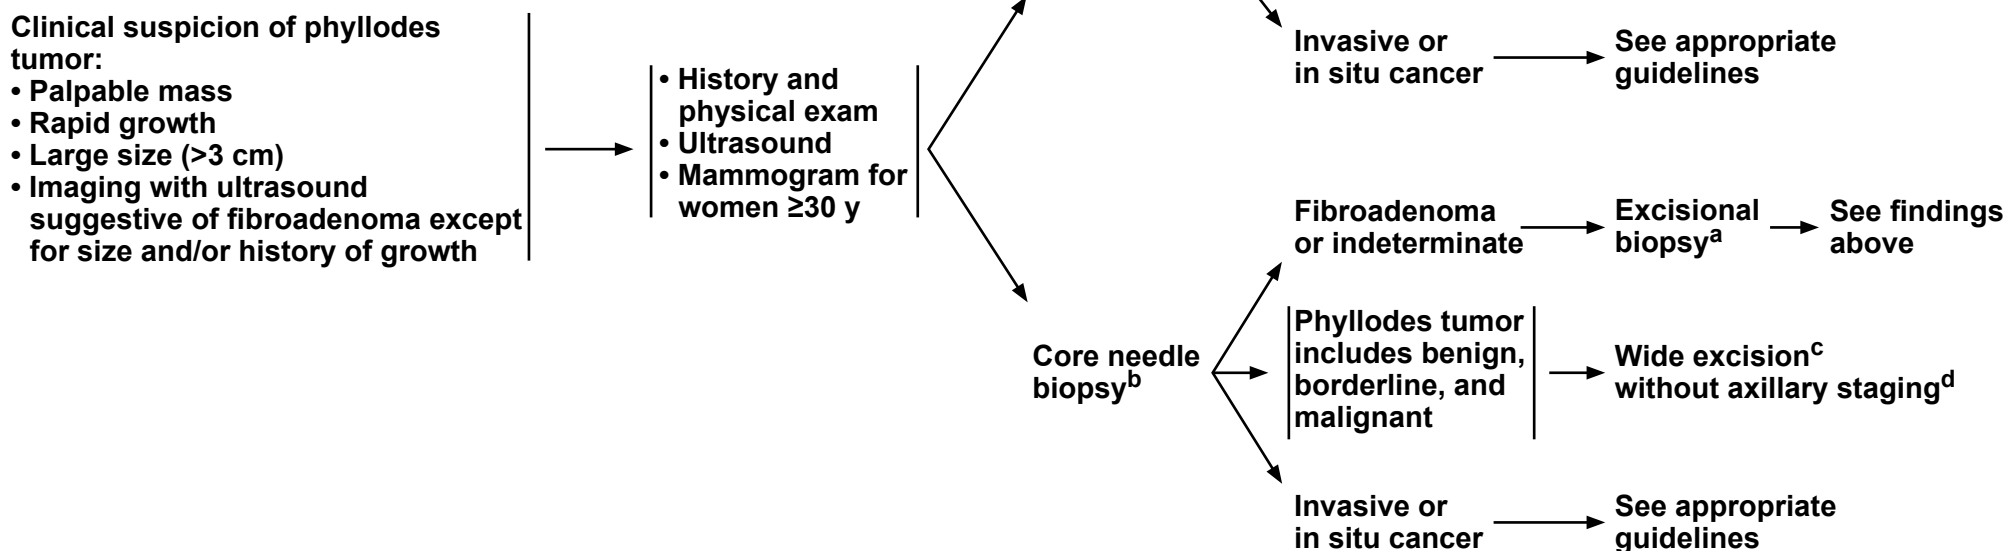 Clinical suspicion of phyllodes
tumor:
• Palpable mass
• Rapid growth
• Large size (>3 cm)
• Imaging with ultrasound
suggestive of fibroadenoma except
for size and/or history of growth
• History and
physical exam
• Ultrasound
• Mammogram for
women ≥30 y
Invasive or
in situ cancer
See appropriate
guidelines
Core needle
biopsyb
Fibroadenoma
or indeterminate
Excisional
biopsya
See findings
above
Phyllodes tumor
includes benign,
borderline, and
malignant
Wide excisionc
without axillary stagingd
Invasive or
in situ cancer
See appropriate
guidelines